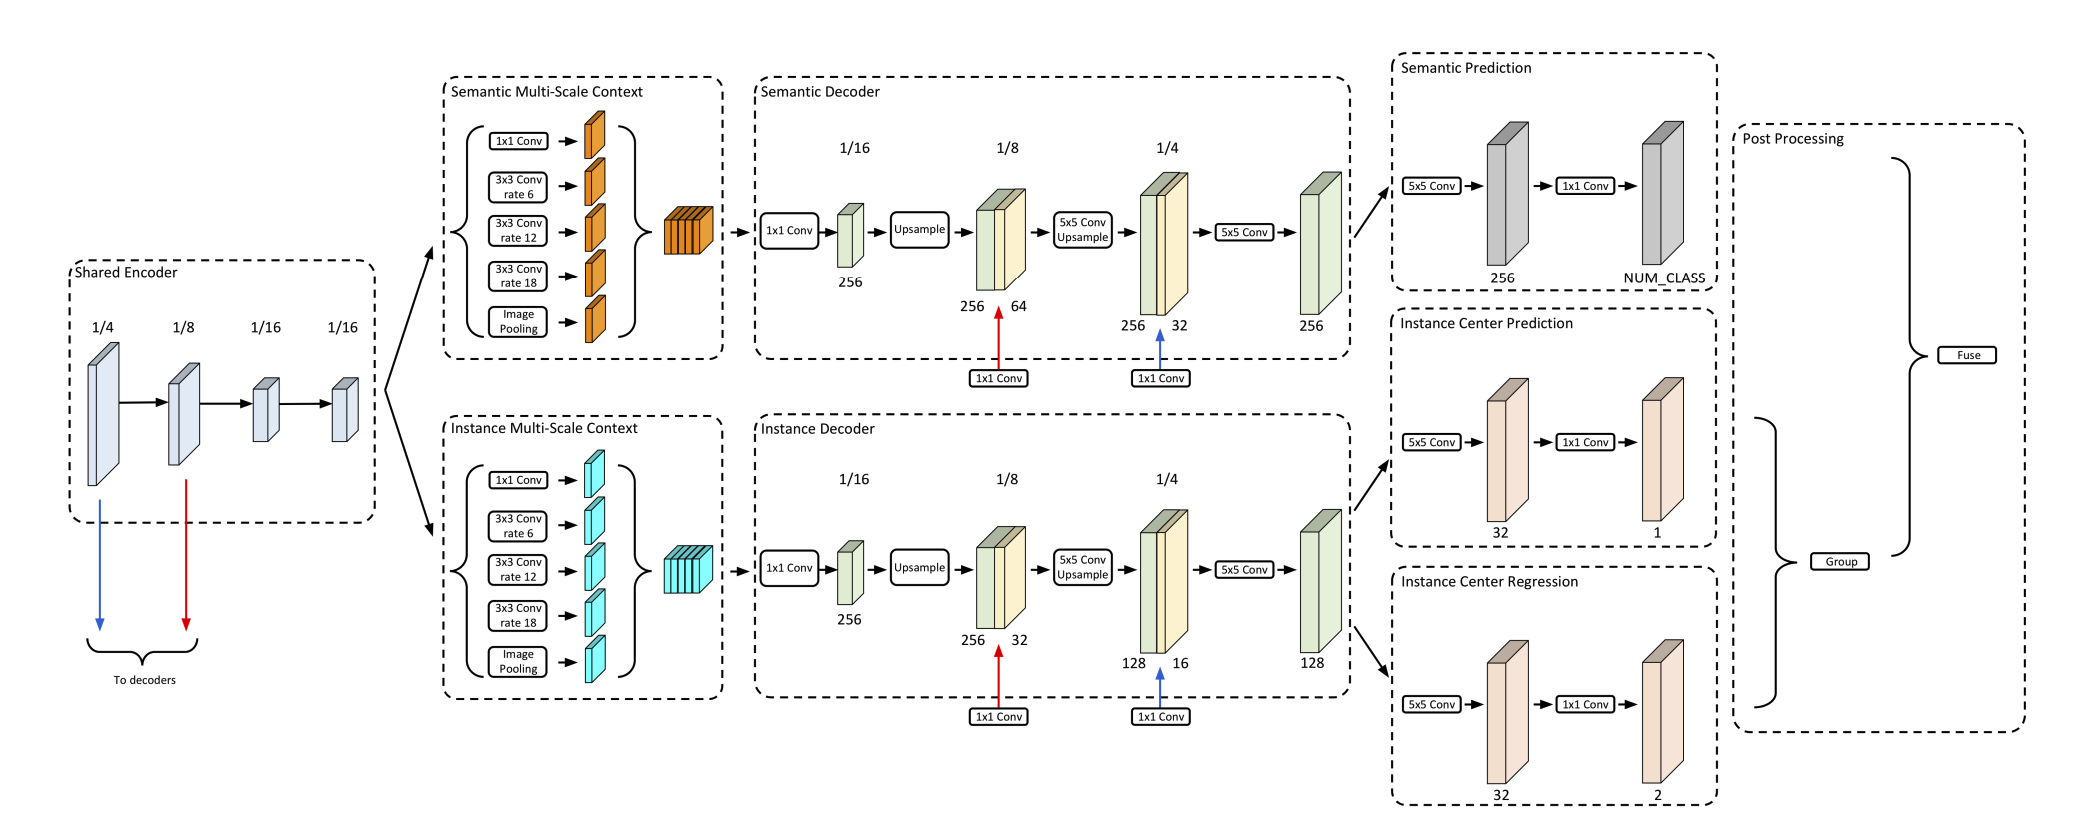 Shared Encoder
1/4
1/8
1/16
1/16
To decoders
Semantic Multi-Scale Context
1x1 Conv
3x3 Conv
rate 6
3x3 Conv
rate 12
3x3 Conv
rate 18
Image
Pooling
Semantic Decoder
1/16
1/8
1/4
1x1 Conv
256
Upsample
256
64
5x5 Conv
Upsample
256
32
5x5 Conv
256
1x1 Conv
1x1 Conv
Instance Multi-Scale Context
1x1 Conv
3x3 Conv
rate 6
3x3 Conv
rate 12
3x3 Conv
rate 18
Image
Pooling
Instance Decoder
1/16
1/8
1/4
1x1 Conv
256
Upsample
256
32
5x5 Conv
Upsample
128
16
5x5 Conv
128
1x1 Conv
1x1 Conv
Semantic Prediction
5x5 Conv
256
1x1 Conv
NUM_CLASS
Instance Center Prediction
5x5 Conv
32
1x1 Conv
1
Instance Center Regression
5x5 Conv
32
1x1 Conv
2
Post Processing
Group
Fuse